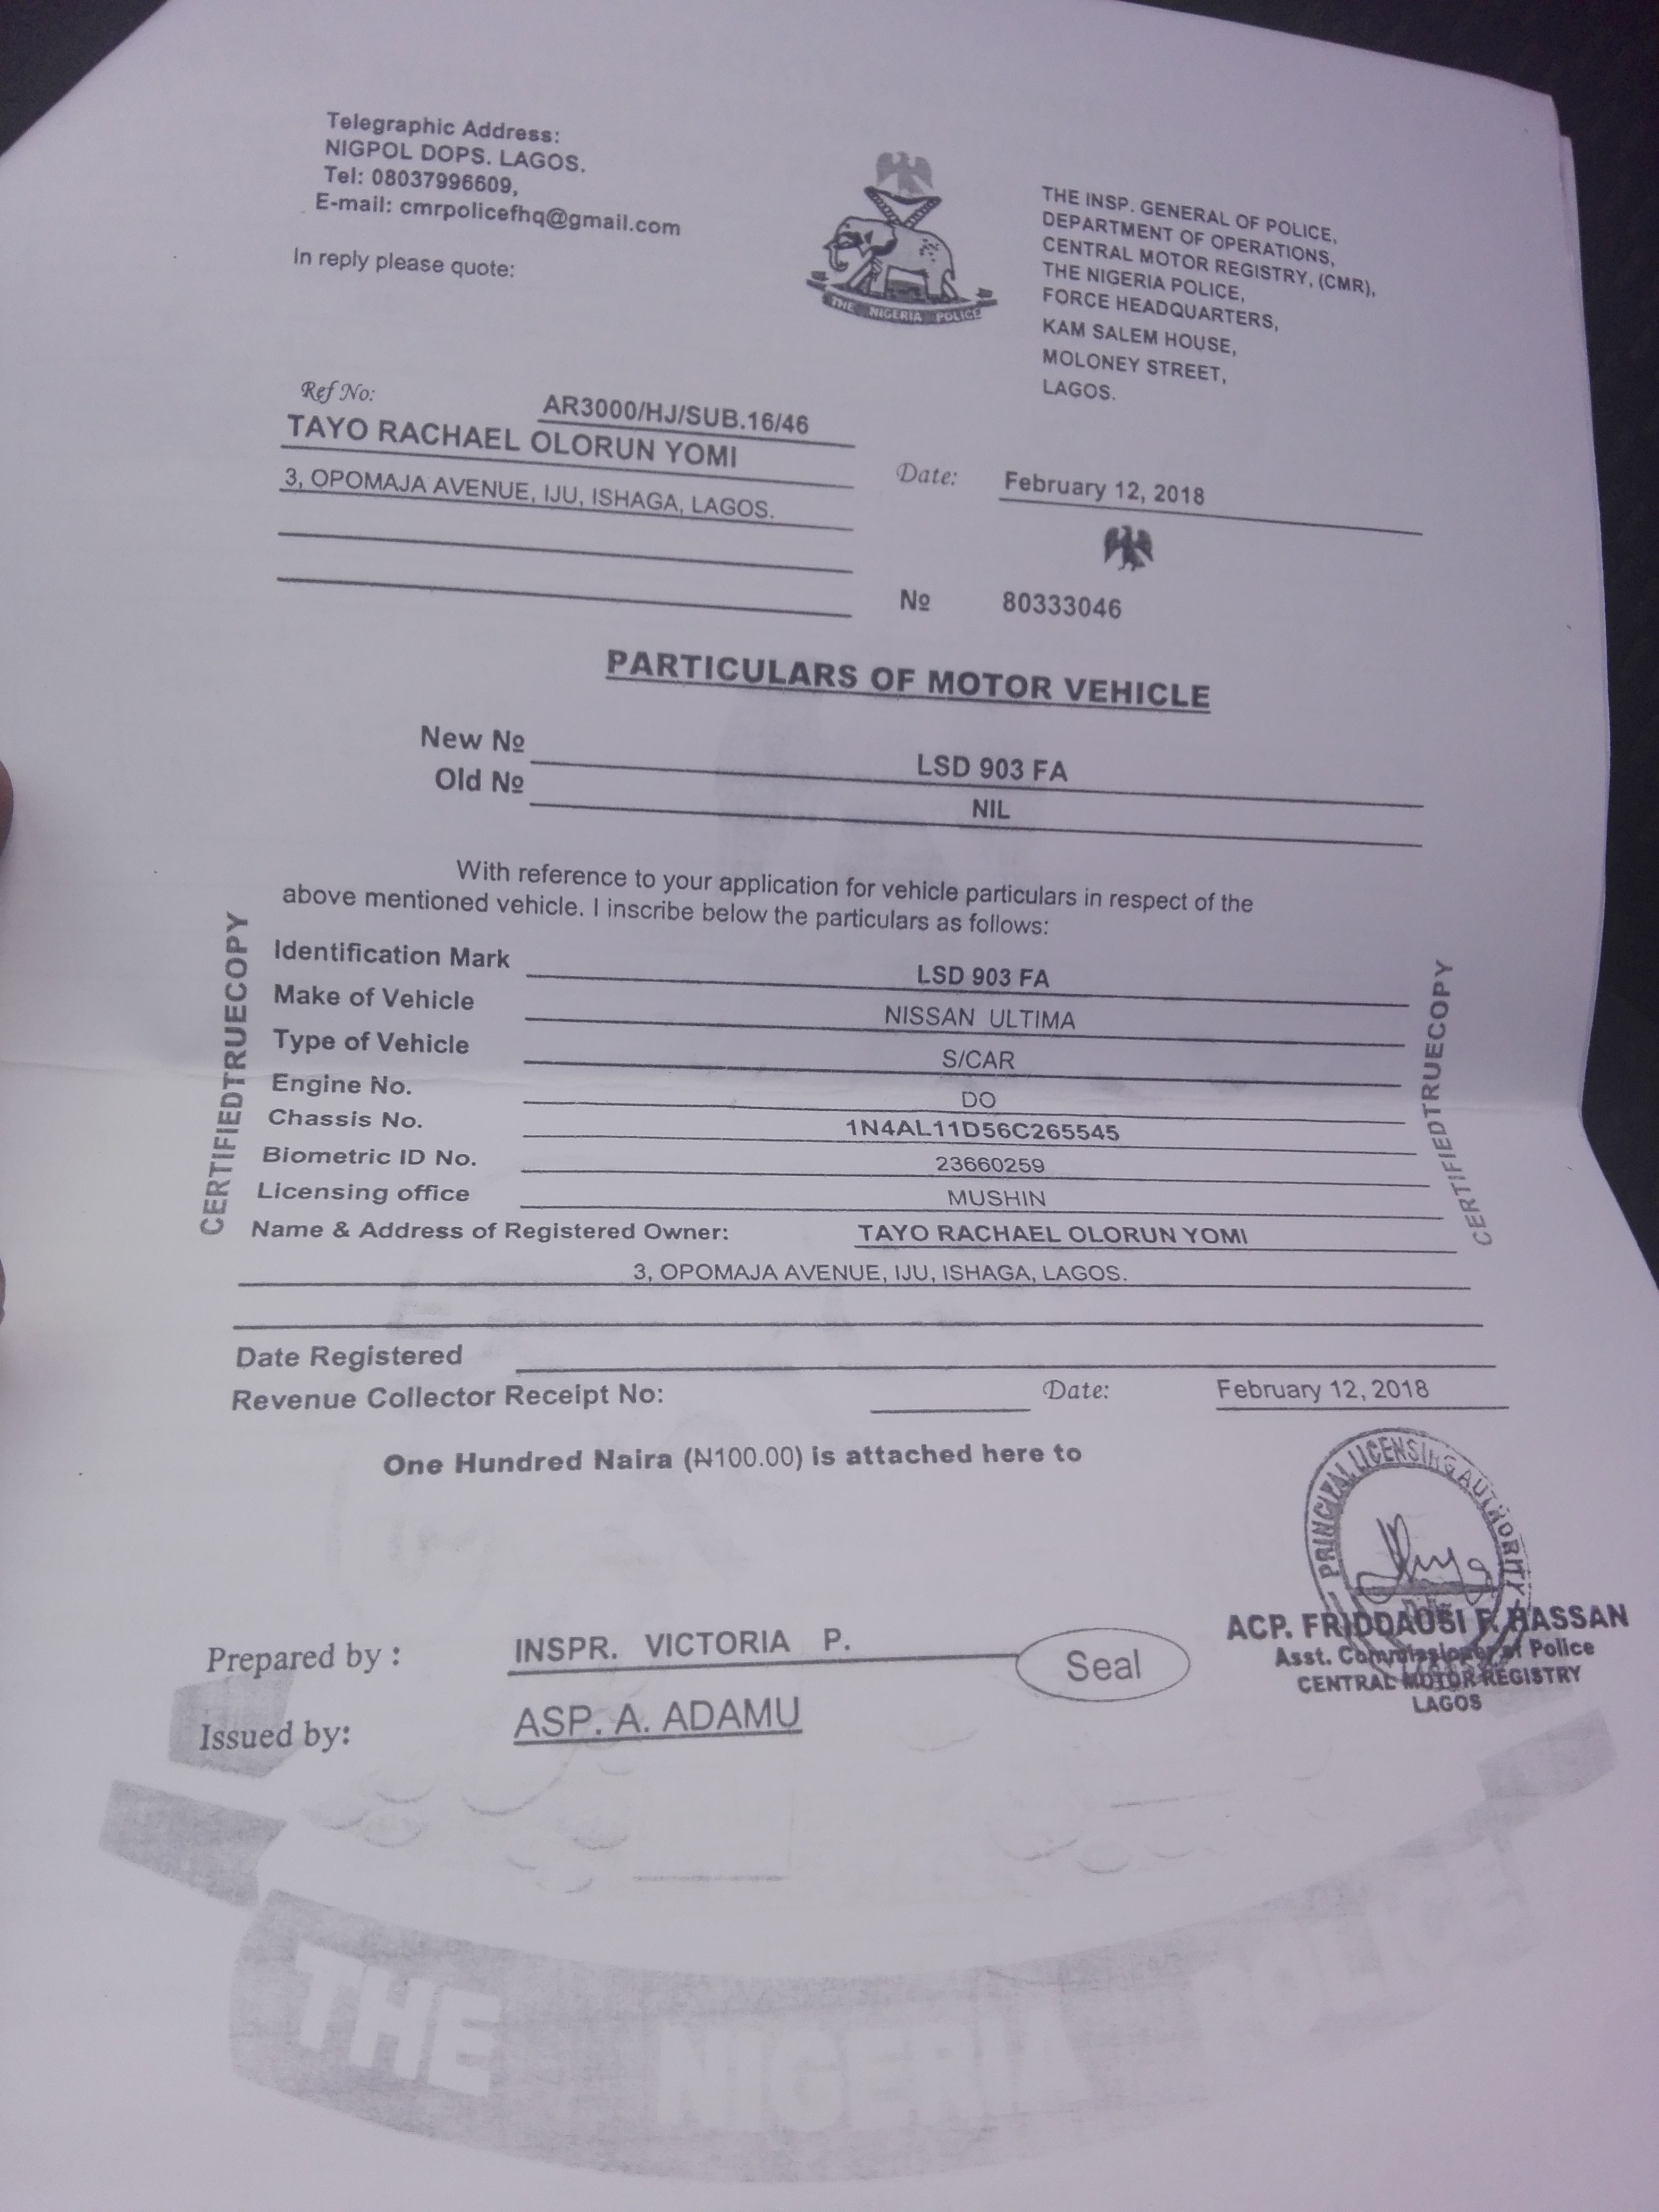 Telegraphic Address:
NIGPOL DOPS. LAGOS.
Tel: 08037996609,
E-mail: cmrpolicefhq@gmail.com
In reply please quote:
THE NIGERIA POLICE
THE INSP. GENERAL OF POLICE,
DEPARTMENT OF OPERATIONS,
CENTRAL MOTOR REGISTRY, (CMR),
THE NIGERIA POLICE,
FORCE HEADQUARTERS,
KAM SALEM HOUSE,
MOLONEY STREET,
LAGOS.
Ref No: AR3000/HJ/SUB.16/46
TAYO RACHAEL OLORUN YOMI
3, OPOMAJA AVENUE, IJU, ISHAGA, LAGOS.
Date: February 12, 2018
№ 80333046
PARTICULARS OF MOTOR VEHICLE
New № LSD 903 FA
Old № NIL
With reference to your application for vehicle particulars in respect of the
above mentioned vehicle. I inscribe below the particulars as follows:
CERTIFIEDTRUECOPY
Identification Mark LSD 903 FA
Make of Vehicle NISSAN ULTIMA
Type of Vehicle S/CAR
Engine No. DO
Chassis No. 1N4AL11D56C265545
Biometric ID No. 23660259
Licensing office MUSHIN
CERTIFIEDTRUECOPY
Name & Address of Registered Owner: TAYO RACHAEL OLORUN YOMI
3, OPOMAJA AVENUE, IJU, ISHAGA, LAGOS.
Date Registered
Revenue Collector Receipt No: Date: February 12, 2018
One Hundred Naira (₦100.00) is attached here to
PRINCIPAL LICENSING AUTHORITY
ACP. FRIDDAUSI F. HASSAN
Asst. Commissioner of Police
CENTRAL MOTOR REGISTRY
LAGOS
Prepared by : INSPR. VICTORIA P.
Seal
Issued by: ASP. A. ADAMU
THE NIGERIA POLICE